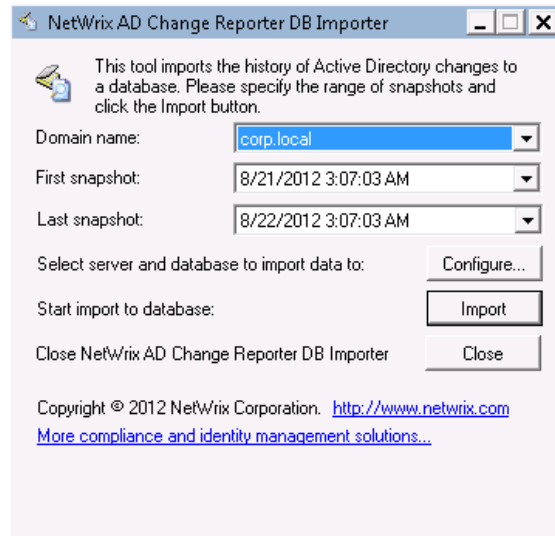 NetWrix AD Change Reporter DB Importer
This tool imports the history of Active Directory changes to
a database. Please specify the range of snapshots and
click the Import button.
Domain name: corp.local
First snapshot: 8/21/2012 3:07:03 AM
Last snapshot: 8/22/2012 3:07:03 AM
Select server and database to import data to: Configure...
Start import to database: Import
Close NetWrix AD Change Reporter DB Importer Close
Copyright © 2012 NetWrix Corporation. http://www.netwrix.com
More compliance and identity management solutions...